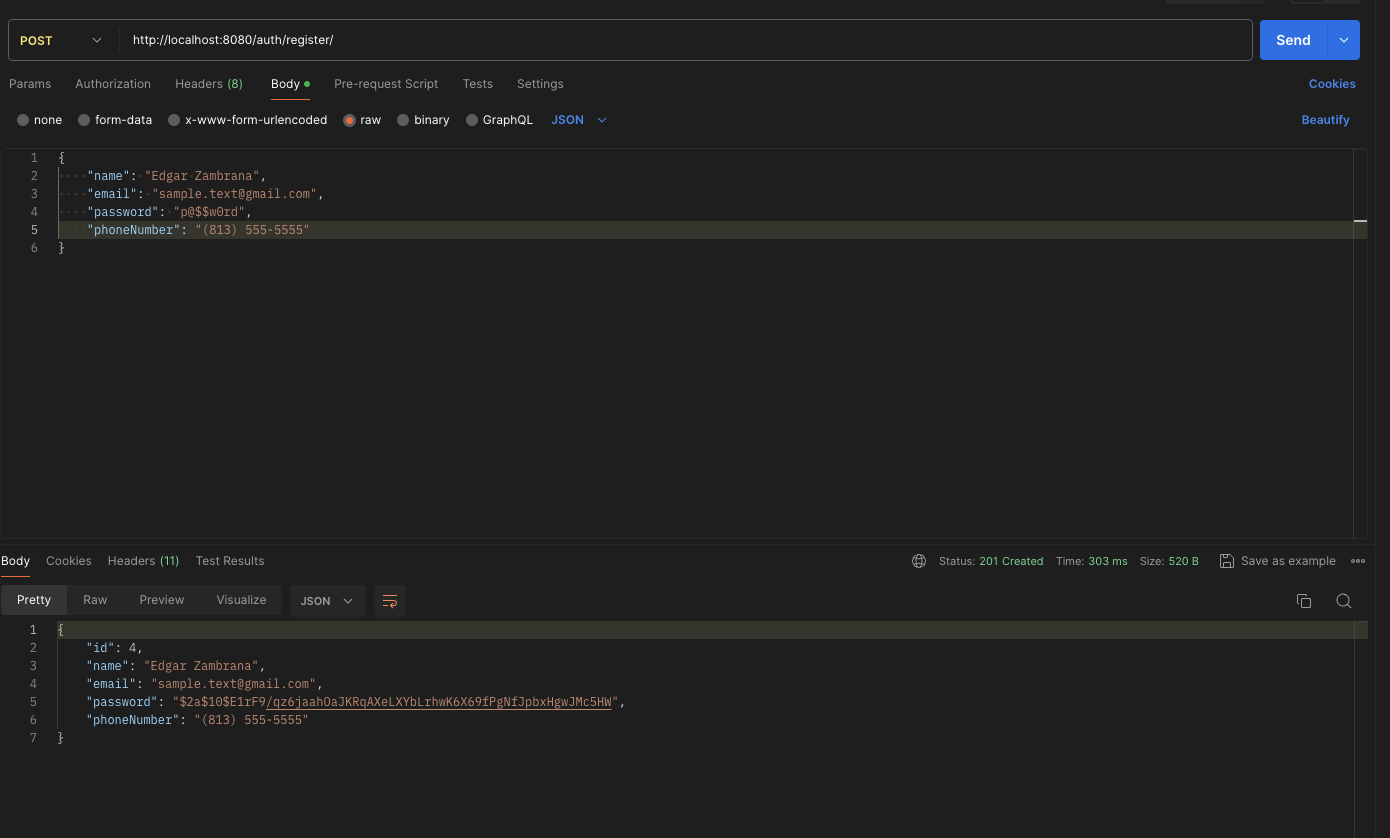 POST http://localhost:8080/auth/register/ Send
Params Authorization Headers (8) Body Pre-request Script Tests Settings Cookies
none form-data x-www-form-urlencoded raw binary GraphQL JSON Beautify
1 {
2 "name": "Edgar Zambrana",
3 "email": "sample.text@gmail.com",
4 "password": "p@$$w0rd",
5 "phoneNumber": "(813) 555-5555"
6 }
Body Cookies Headers (11) Test Results Status: 201 Created Time: 303 ms Size: 520 B Save as example
Pretty Raw Preview Visualize JSON
1 {
2 "id": 4,
3 "name": "Edgar Zambrana",
4 "email": "sample.text@gmail.com",
5 "password": "$2a$10$E1rF9/qz6jaahOaJKRqAXeLXYbLrhwK6X69fPgNfJpbxHgwJMc5HW",
6 "phoneNumber": "(813) 555-5555"
7 }